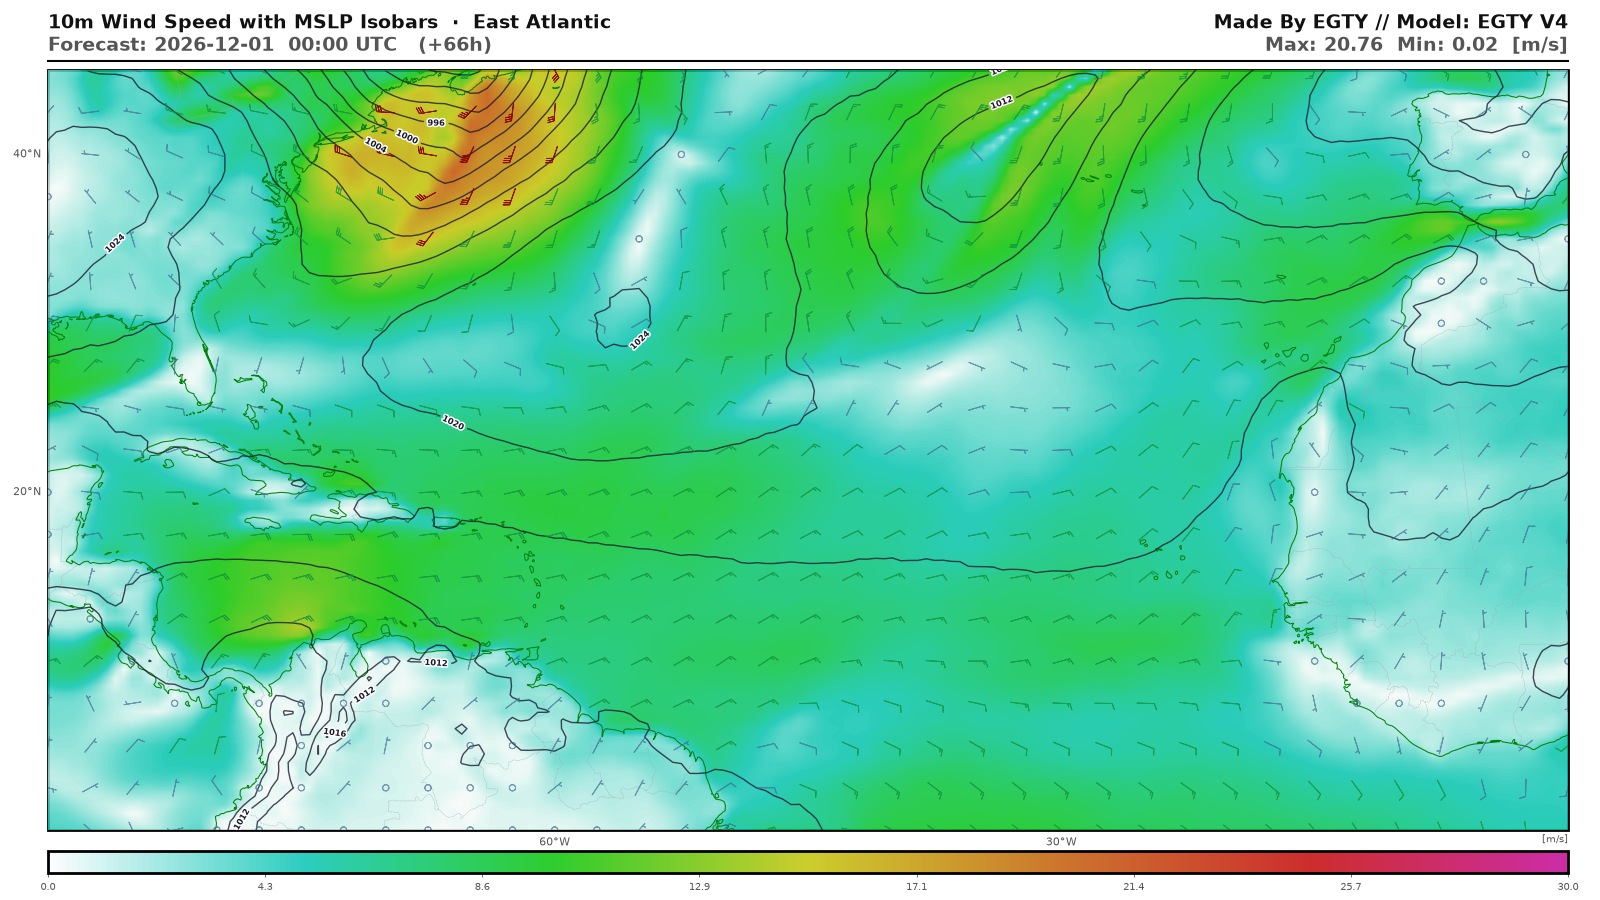 10m Wind Speed with MSLP Isobars · East Atlantic
Made By EGTY // Model: EGTY V4
Forecast: 2026-12-01 00:00 UTC (+66h)
Max: 20.76 Min: 0.02 [m/s]
1012
996
1000
1004
40°N
1024
1024
1020
20°N
1012
1012
1016
1012
60°W
30°W
[m/s]
0.0
4.3
8.6
12.9
17.1
21.4
25.7
30.0